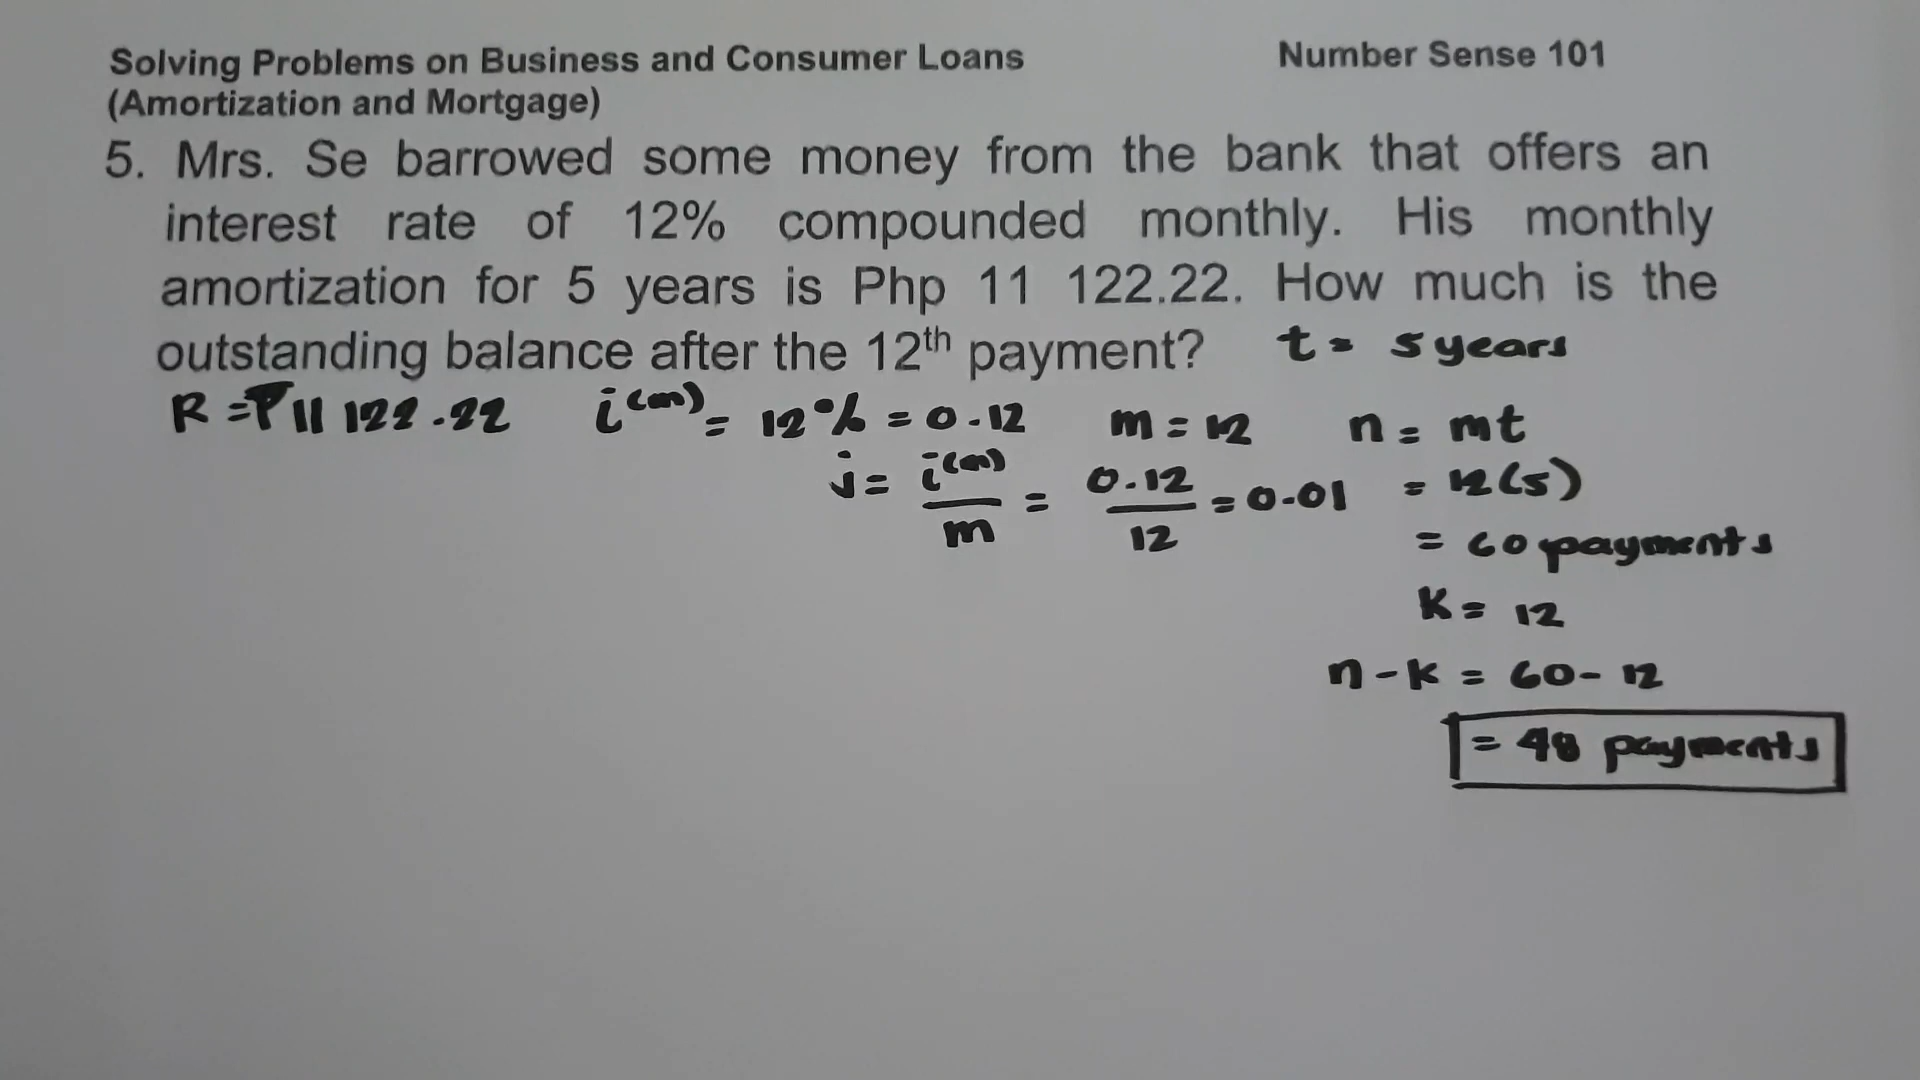 Solving Problems on Business and Consumer Loans Number Sense 101
(Amortization and Mortgage)
5. Mrs. Se barrowed some money from the bank that offers an
interest rate of 12% compounded monthly. His monthly
amortization for 5 years is Php 11 122.22. How much is the
outstanding balance after the 12th payment? t = 5 years
R = ₱11 122.22 i^(m) = 12% = 0.12 m = 12 n = mt
j = i^(m)/m = 0.12/12 = 0.01 = 12(5)
= 60 payments
K = 12
n - k = 60 - 12
= 48 payments